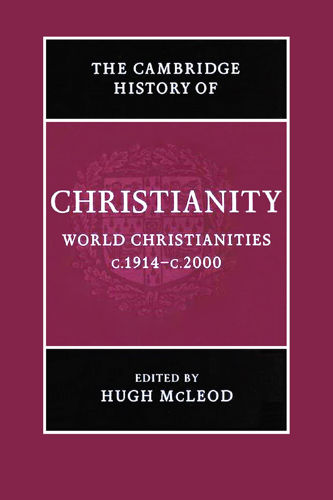 THE CAMBRIDGE
HISTORY OF
CHRISTIANITY
WORLD CHRISTIANITIES
C.1914–C.2000
EDITED BY
HUGH McLEOD